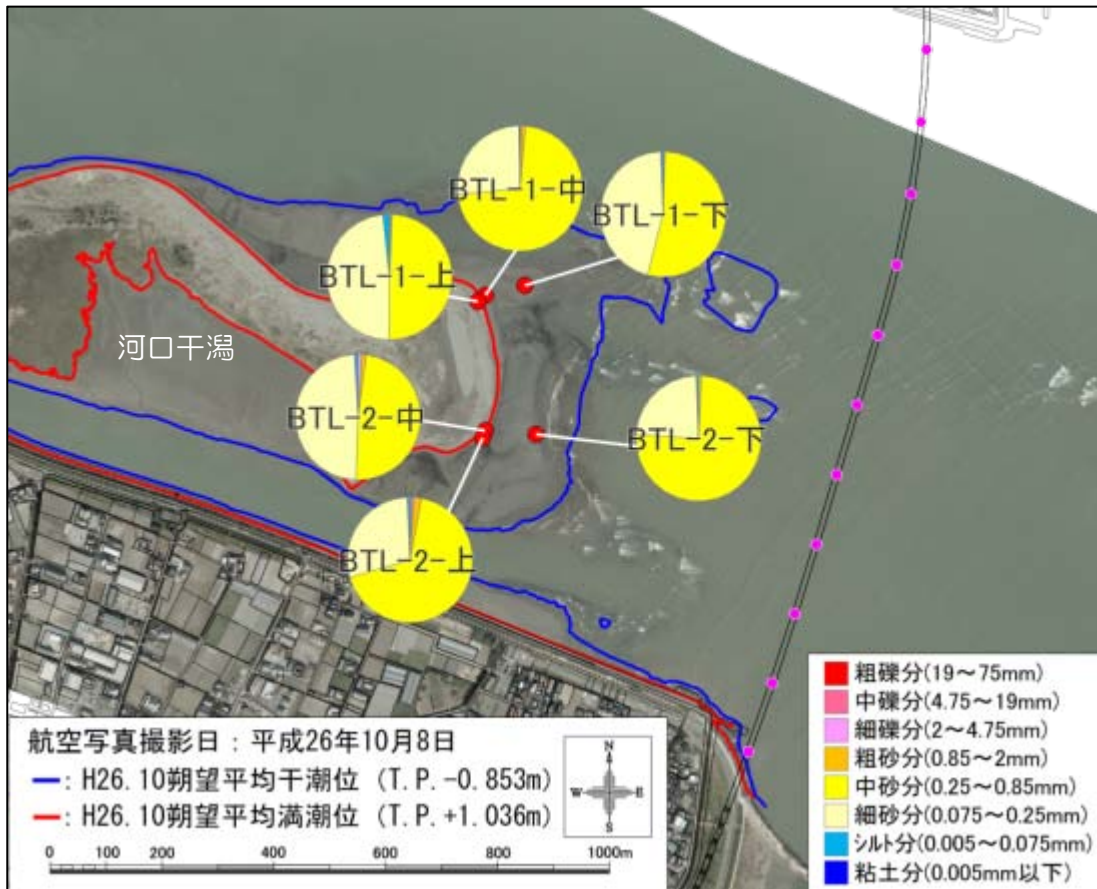 BTL-1-中
BTL-1-下
BTL-1-上
河口干潟
BTL-2-中
BTL-2-下
BTL-2-上
航空写真撮影日：平成26年10月8日
：H26.10朔望平均干潮位（T.P.-0.853m）
：H26.10朔望平均満潮位（T.P.+1.036m）
N
W E
S
0 200 400 600 800 1000m
粗礫分(19～75mm)
中礫分(4.75～19mm)
細礫分(2～4.75mm)
粗砂分(0.85～2mm)
中砂分(0.25～0.85mm)
細砂分(0.075～0.25mm)
シルト分(0.005～0.075mm)
粘土分(0.005mm以下)